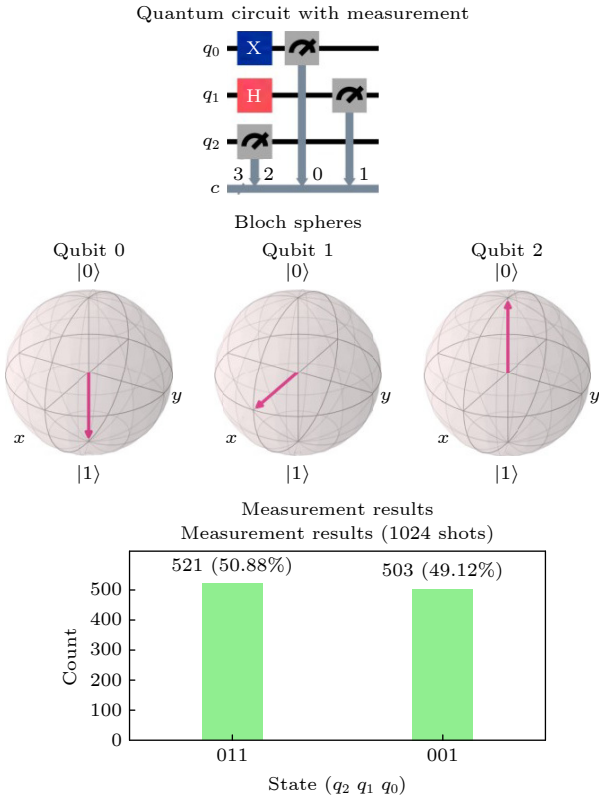 Quantum circuit with measurement
q₀ X
q₁ H
q₂
3 2 0 1
c
Bloch spheres
Qubit 0 Qubit 1 Qubit 2
|0⟩ |0⟩ |0⟩
y y y
x x x
|1⟩ |1⟩ |1⟩
Measurement results
Measurement results (1024 shots)
521 (50.88%) 503 (49.12%)
500
400
300
200
100
0
Count
011 001
State (q₂ q₁ q₀)